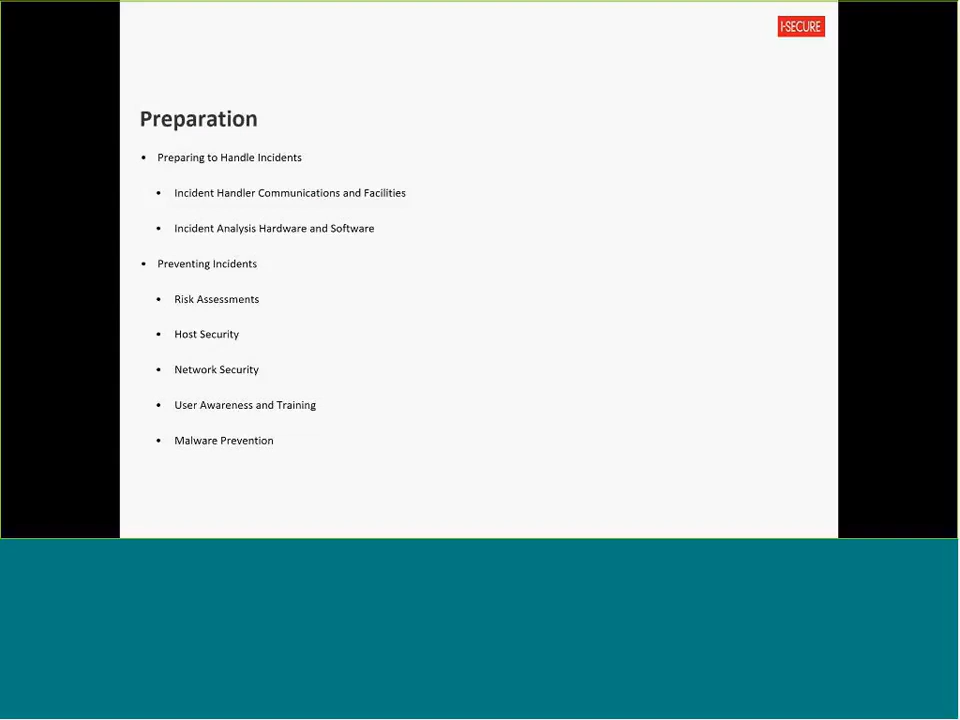 I-SECURE
Preparation
• Preparing to Handle Incidents
• Incident Handler Communications and Facilities
• Incident Analysis Hardware and Software
• Preventing Incidents
• Risk Assessments
• Host Security
• Network Security
• User Awareness and Training
• Malware Prevention